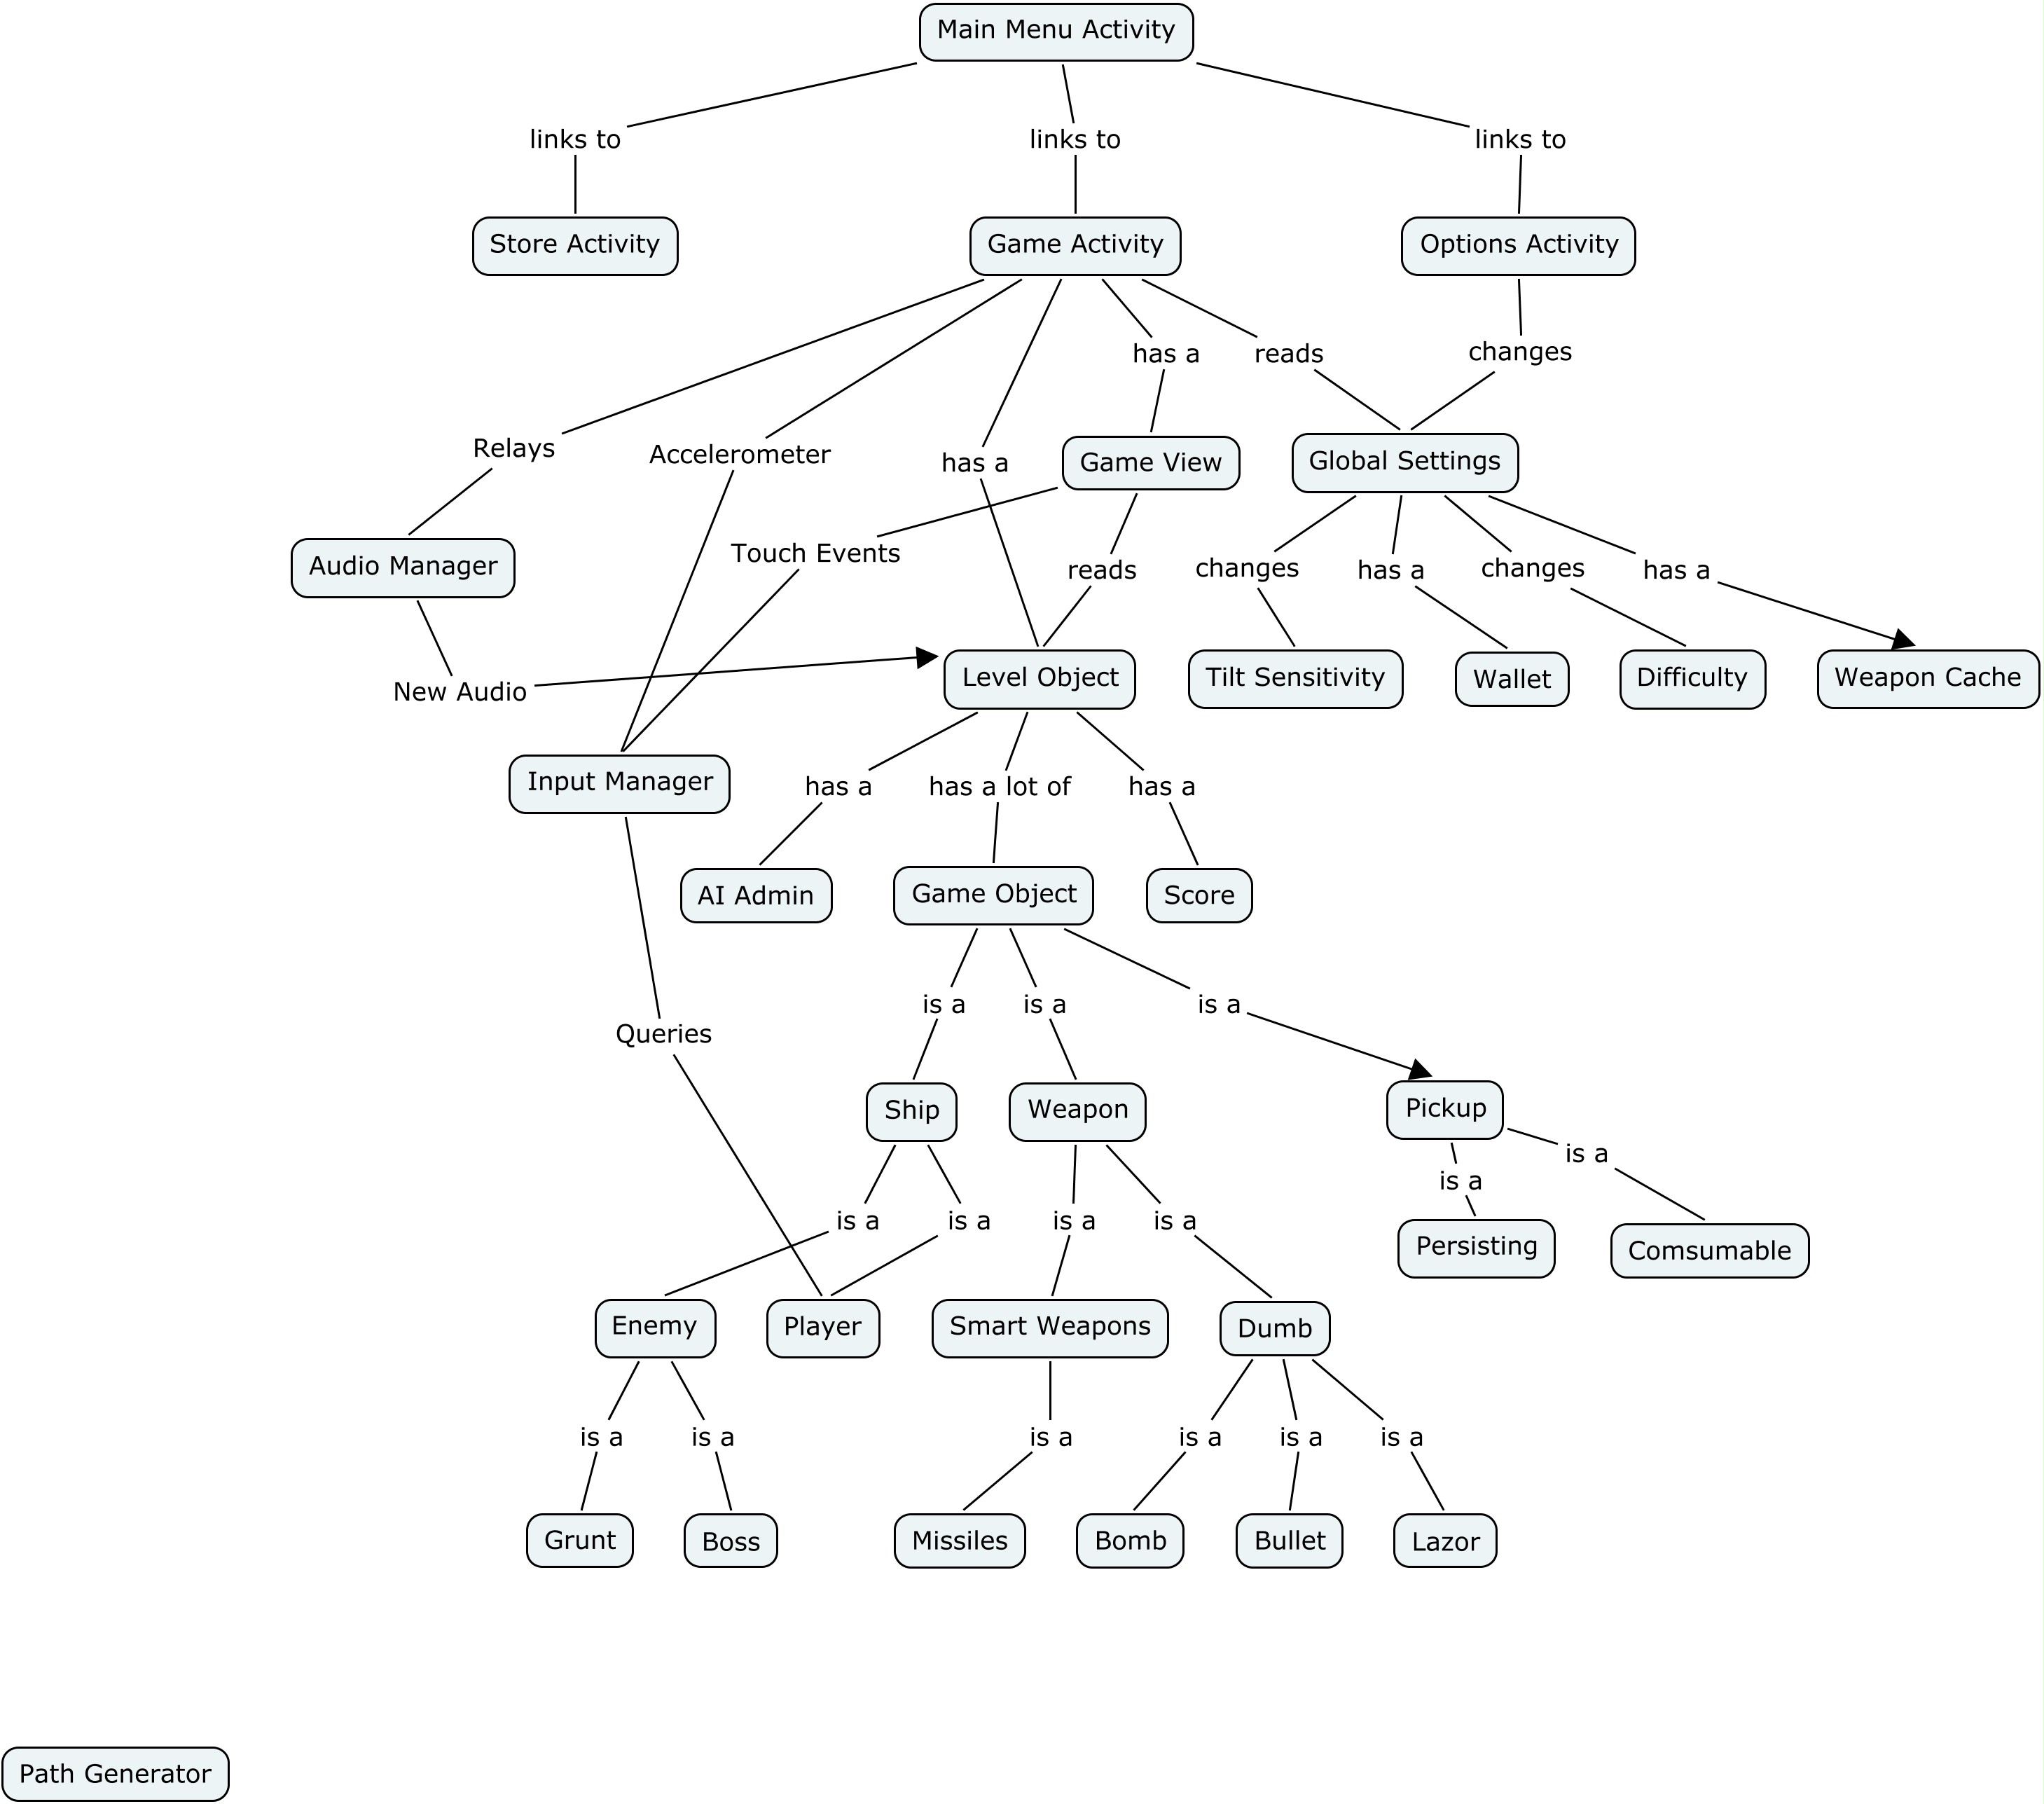 Main Menu Activity
links to
links to
links to
Store Activity
Game Activity
Options Activity
has a
reads
changes
Relays
Accelerometer
has a
Game View
Global Settings
Audio Manager
Touch Events
reads
changes
has a
changes
has a
New Audio
Level Object
Tilt Sensitivity
Wallet
Difficulty
Weapon Cache
Input Manager
has a
has a lot of
has a
AI Admin
Game Object
Score
is a
is a
is a
Queries
Ship
Weapon
Pickup
is a
is a
is a
is a
is a
is a
Persisting
Comsumable
Enemy
Player
Smart Weapons
Dumb
is a
is a
is a
is a
is a
is a
Grunt
Boss
Missiles
Bomb
Bullet
Lazor
Path Generator